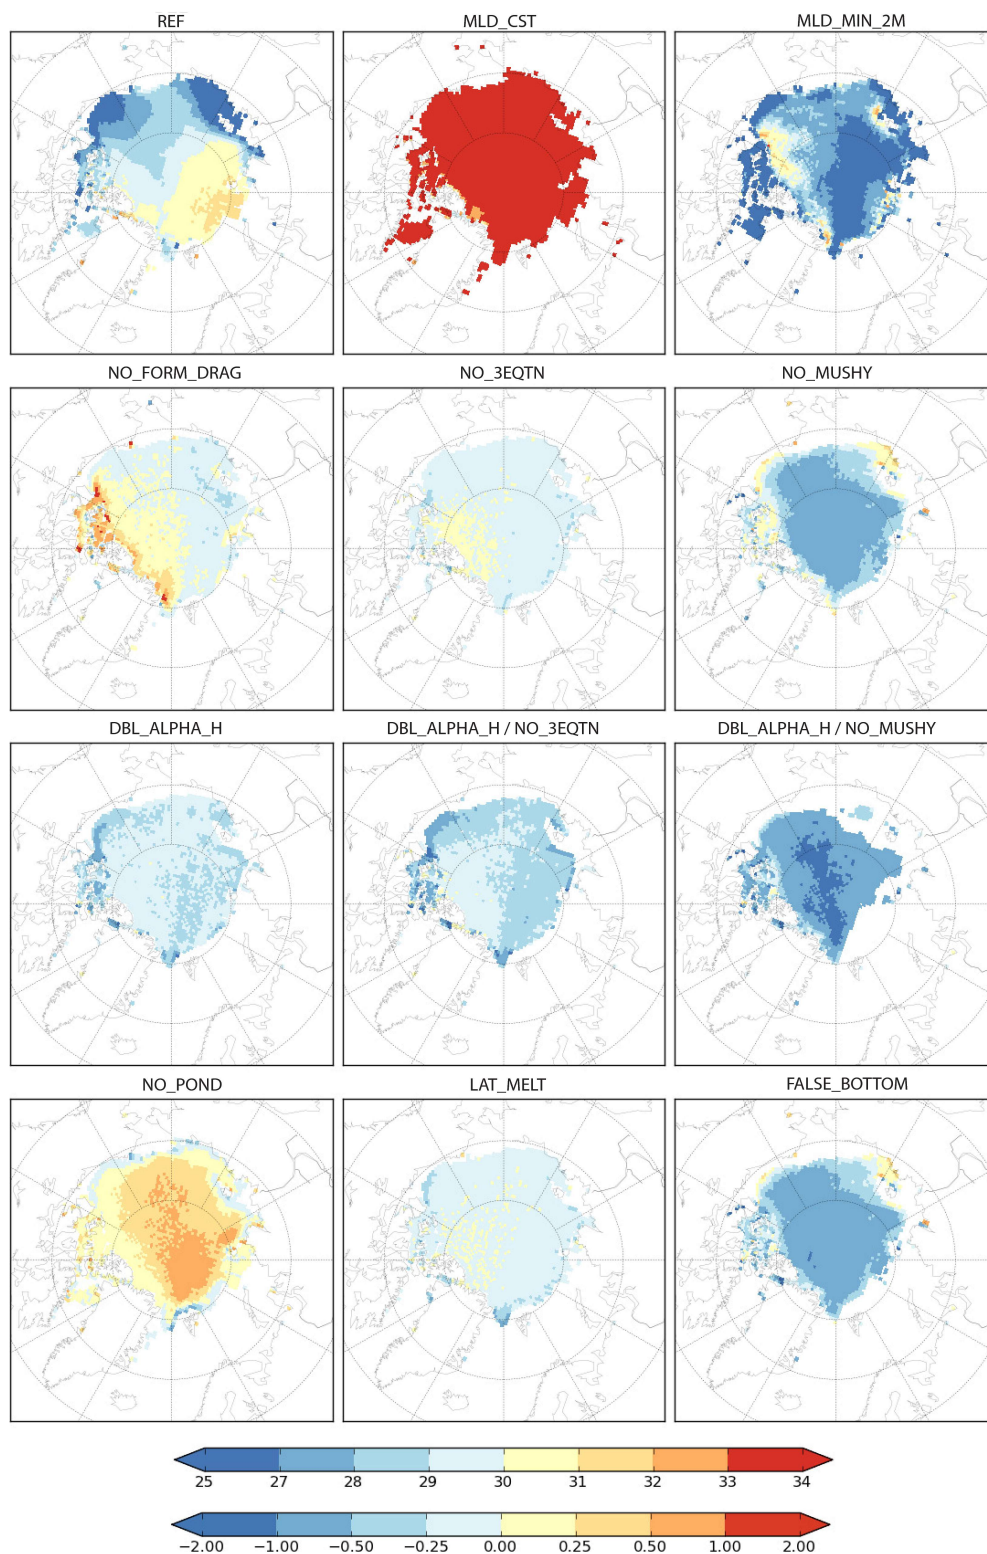 REF MLD_CST MLD_MIN_2M
NO_FORM_DRAG NO_3EQTN NO_MUSHY
DBL_ALPHA_H DBL_ALPHA_H / NO_3EQTN DBL_ALPHA_H / NO_MUSHY
NO_POND LAT_MELT FALSE_BOTTOM
25 27 28 29 30 31 32 33 34
−2.00 −1.00 −0.50 −0.25 0.00 0.25 0.50 1.00 2.00